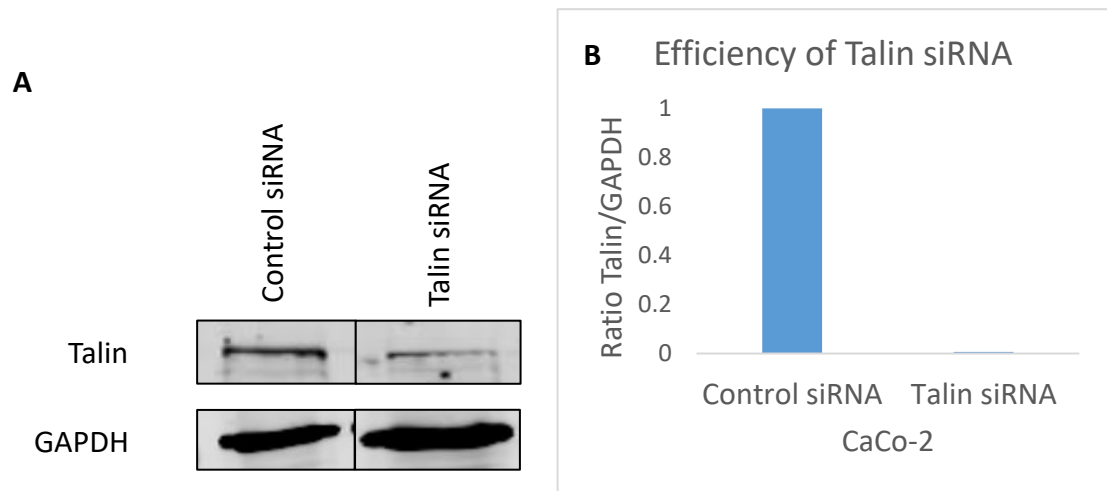 A
Control siRNA
Talin siRNA
Talin
GAPDH
B Efficiency of Talin siRNA
Ratio Talin/GAPDH
1
0.8
0.6
0.4
0.2
0
Control siRNA Talin siRNA
CaCo-2